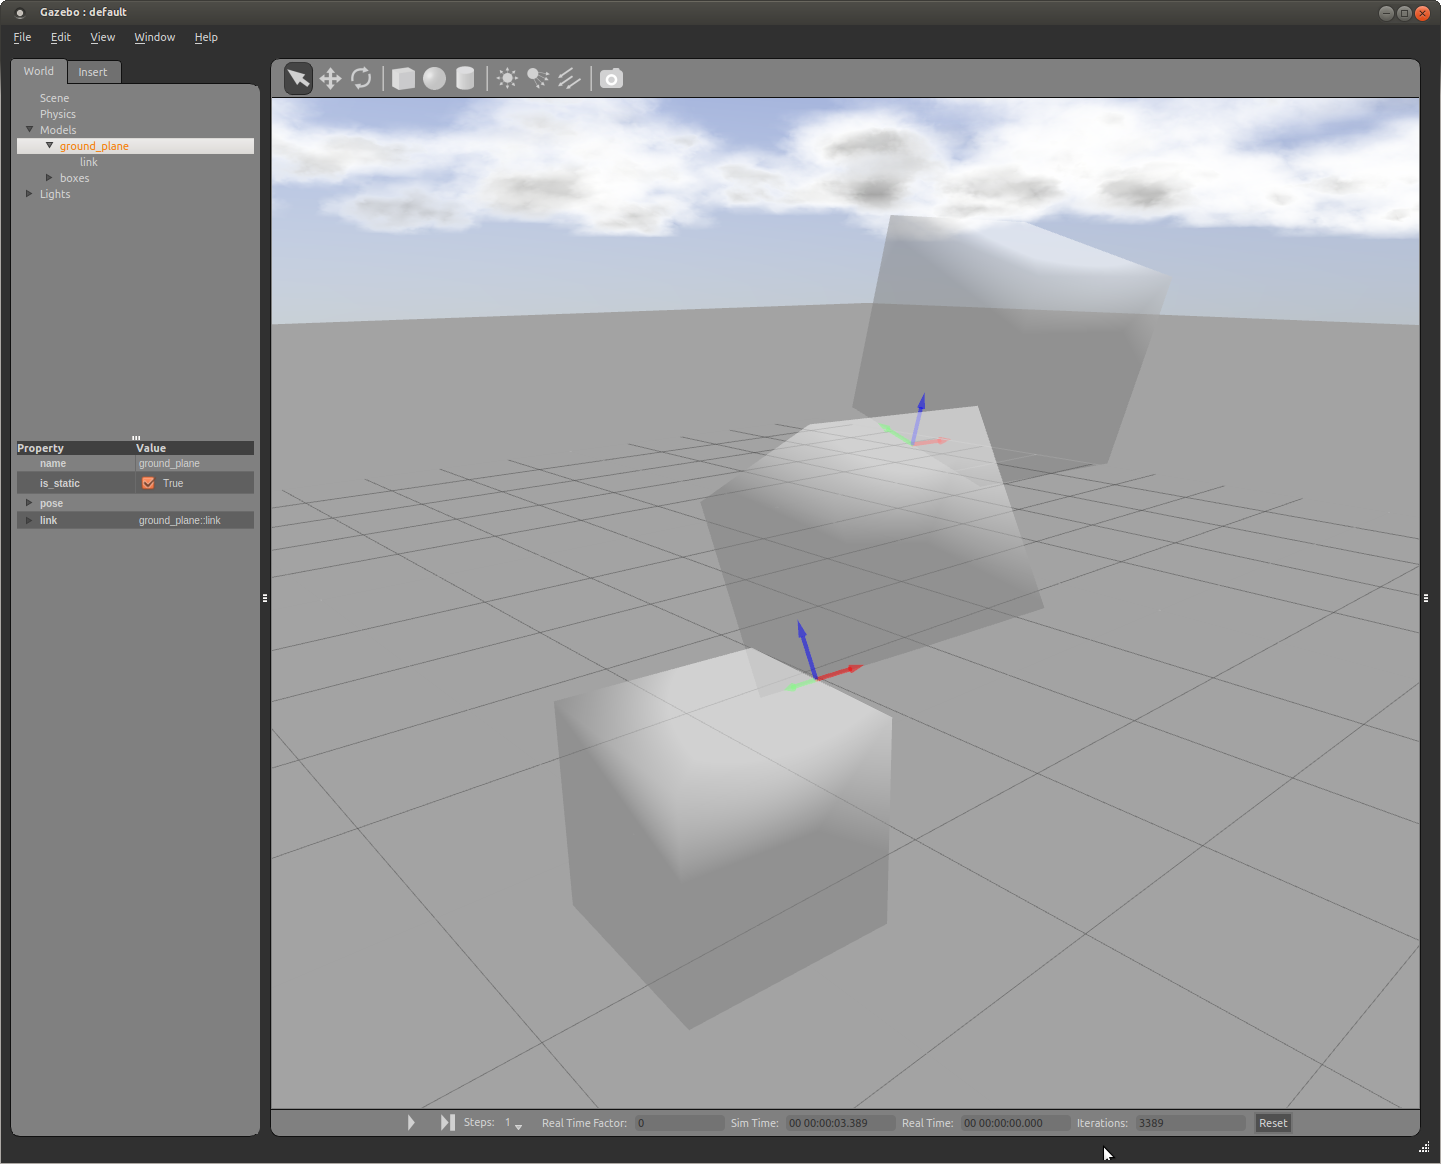 Gazebo : default
File Edit View Window Help
World Insert
Scene
Physics
Models
ground_plane
link
boxes
Lights
Property Value
name ground_plane
is_static True
pose
link ground_plane::link
Steps: 1 Real Time Factor: 0 Sim Time: 00 00:00:03.389 Real Time: 00 00:00:00.000 Iterations: 3389 Reset